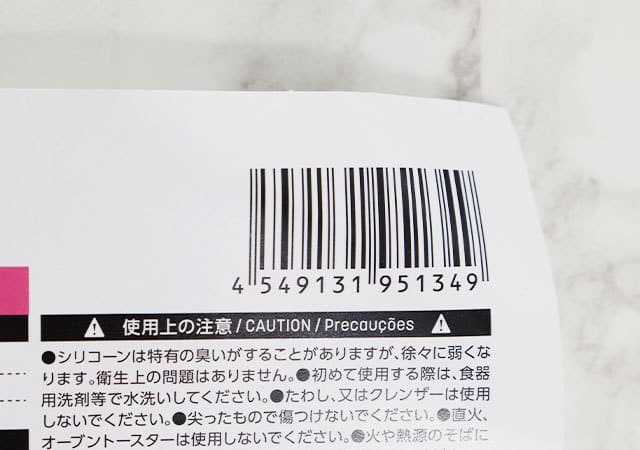 4 549131 951349
使用上の注意/CAUTION/Precauções
●シリコーンは特有の臭いがすることがありますが、徐々に弱くな
ります。衛生上の問題はありません。●初めて使用する際は、食器
用洗剤等で水洗いしてください。●たわし、又はクレンザーは使用
しないでください。●尖ったもので傷つけないでください。●直火、
オーブントースターは使用しないでください。●火や熱源のそばに